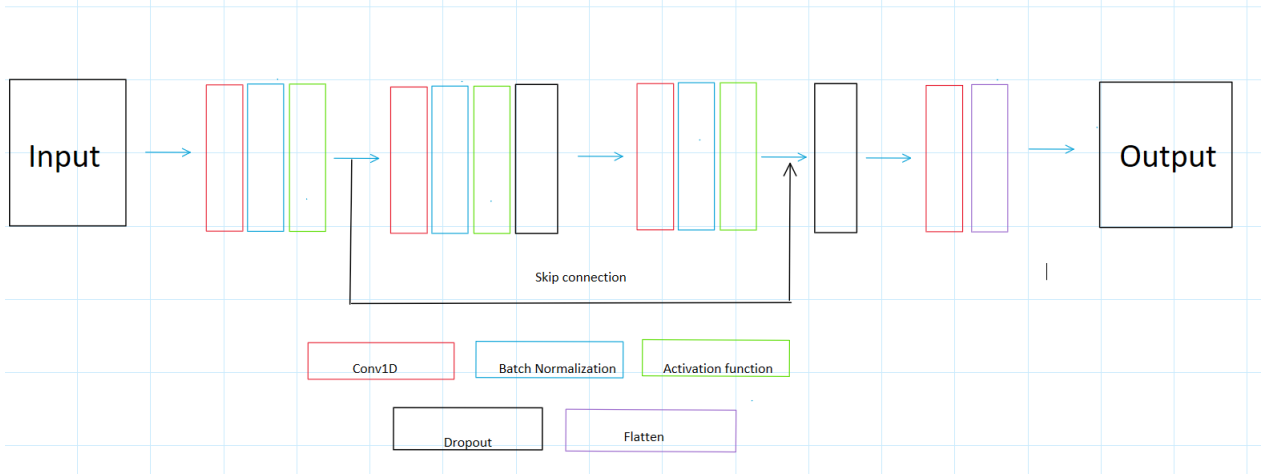 Input
Output
Skip connection
Conv1D
Batch Normalization
Activation function
Dropout
Flatten